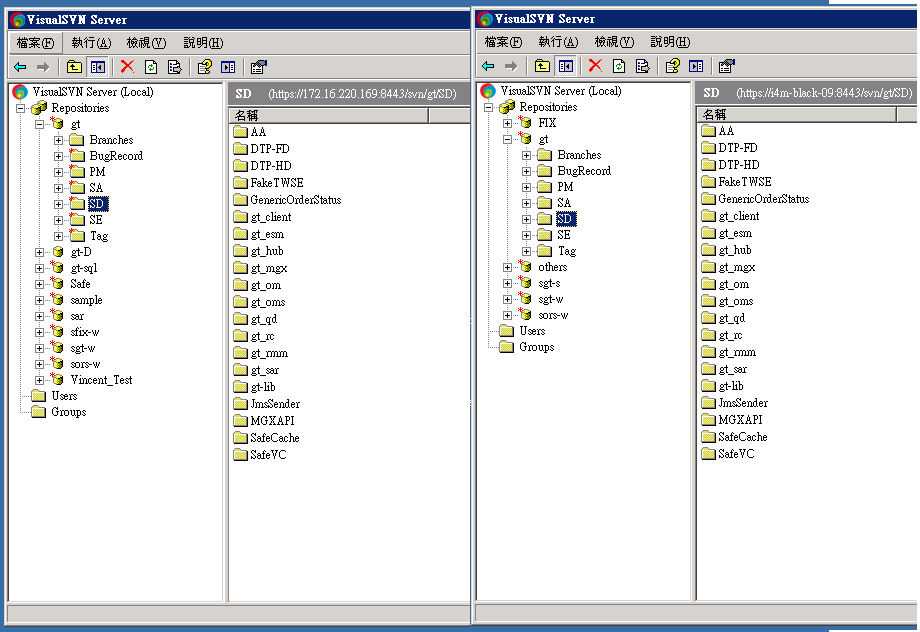 VisualSVN Server
檔案(F) 執行(A) 檢視(V) 說明(H)
VisualSVN Server (Local)
Repositories
gt
Branches
BugRecord
PM
SA
SD
SE
Tag
gt-D
gt-sql
Safe
sample
sar
sfix-w
sgt-w
sors-w
Vincent_Test
Users
Groups
SD (https://172.16.220.169:8443/svn/gt/SD)
名稱
AA
DTP-FD
DTP-HD
FakeTWSE
GenericOrderStatus
gt_client
gt_esm
gt_hub
gt_mgx
gt_om
gt_oms
gt_qd
gt_rc
gt_rmm
gt_sar
gt-lib
JmsSender
MGXAPI
SafeCache
SafeVC
VisualSVN Server
檔案(F) 執行(A) 檢視(V) 說明(H)
VisualSVN Server (Local)
Repositories
FIX
gt
Branches
BugRecord
PM
SA
SD
SE
Tag
others
sgt-s
sgt-w
sors-w
Users
Groups
SD (https://i4m-black-09:8443/svn/gt/SD)
名稱
AA
DTP-FD
DTP-HD
FakeTWSE
GenericOrderStatus
gt_client
gt_esm
gt_hub
gt_mgx
gt_om
gt_oms
gt_qd
gt_rc
gt_rmm
gt_sar
gt-lib
JmsSender
MGXAPI
SafeCache
SafeVC